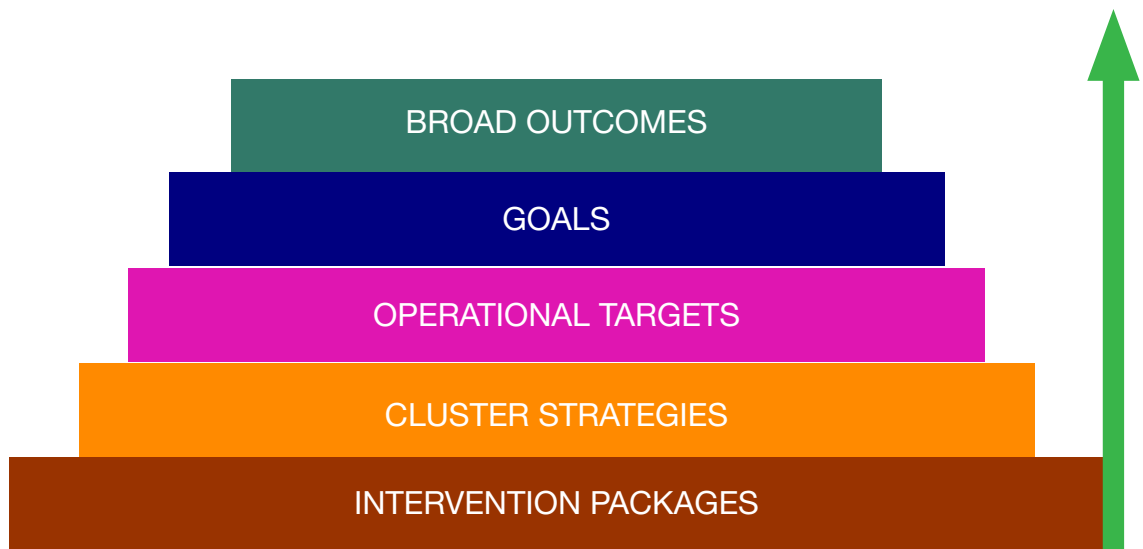 BROAD OUTCOMES
GOALS
OPERATIONAL TARGETS
CLUSTER STRATEGIES
INTERVENTION PACKAGES